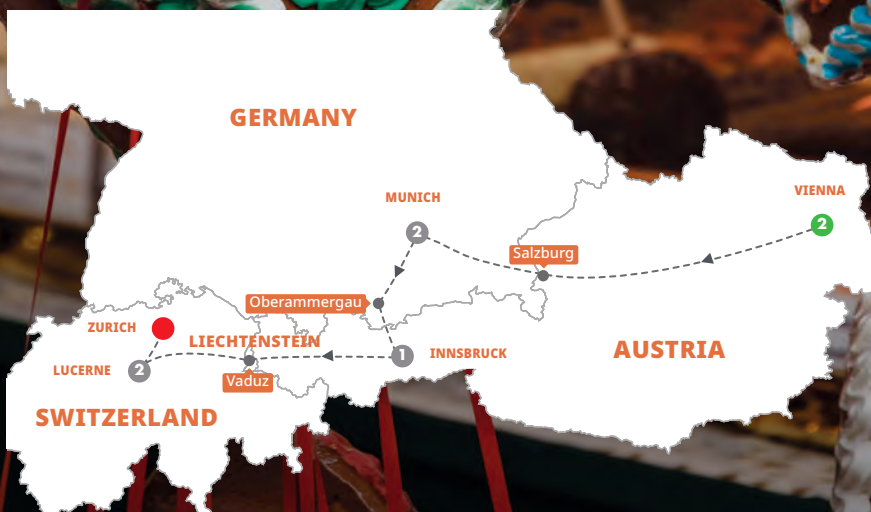 GERMANY
MUNICH
2
VIENNA
2
Salzburg
Oberammergau
ZURICH
LIECHTENSTEIN
LUCERNE
2
1
INNSBRUCK
AUSTRIA
Vaduz
SWITZERLAND